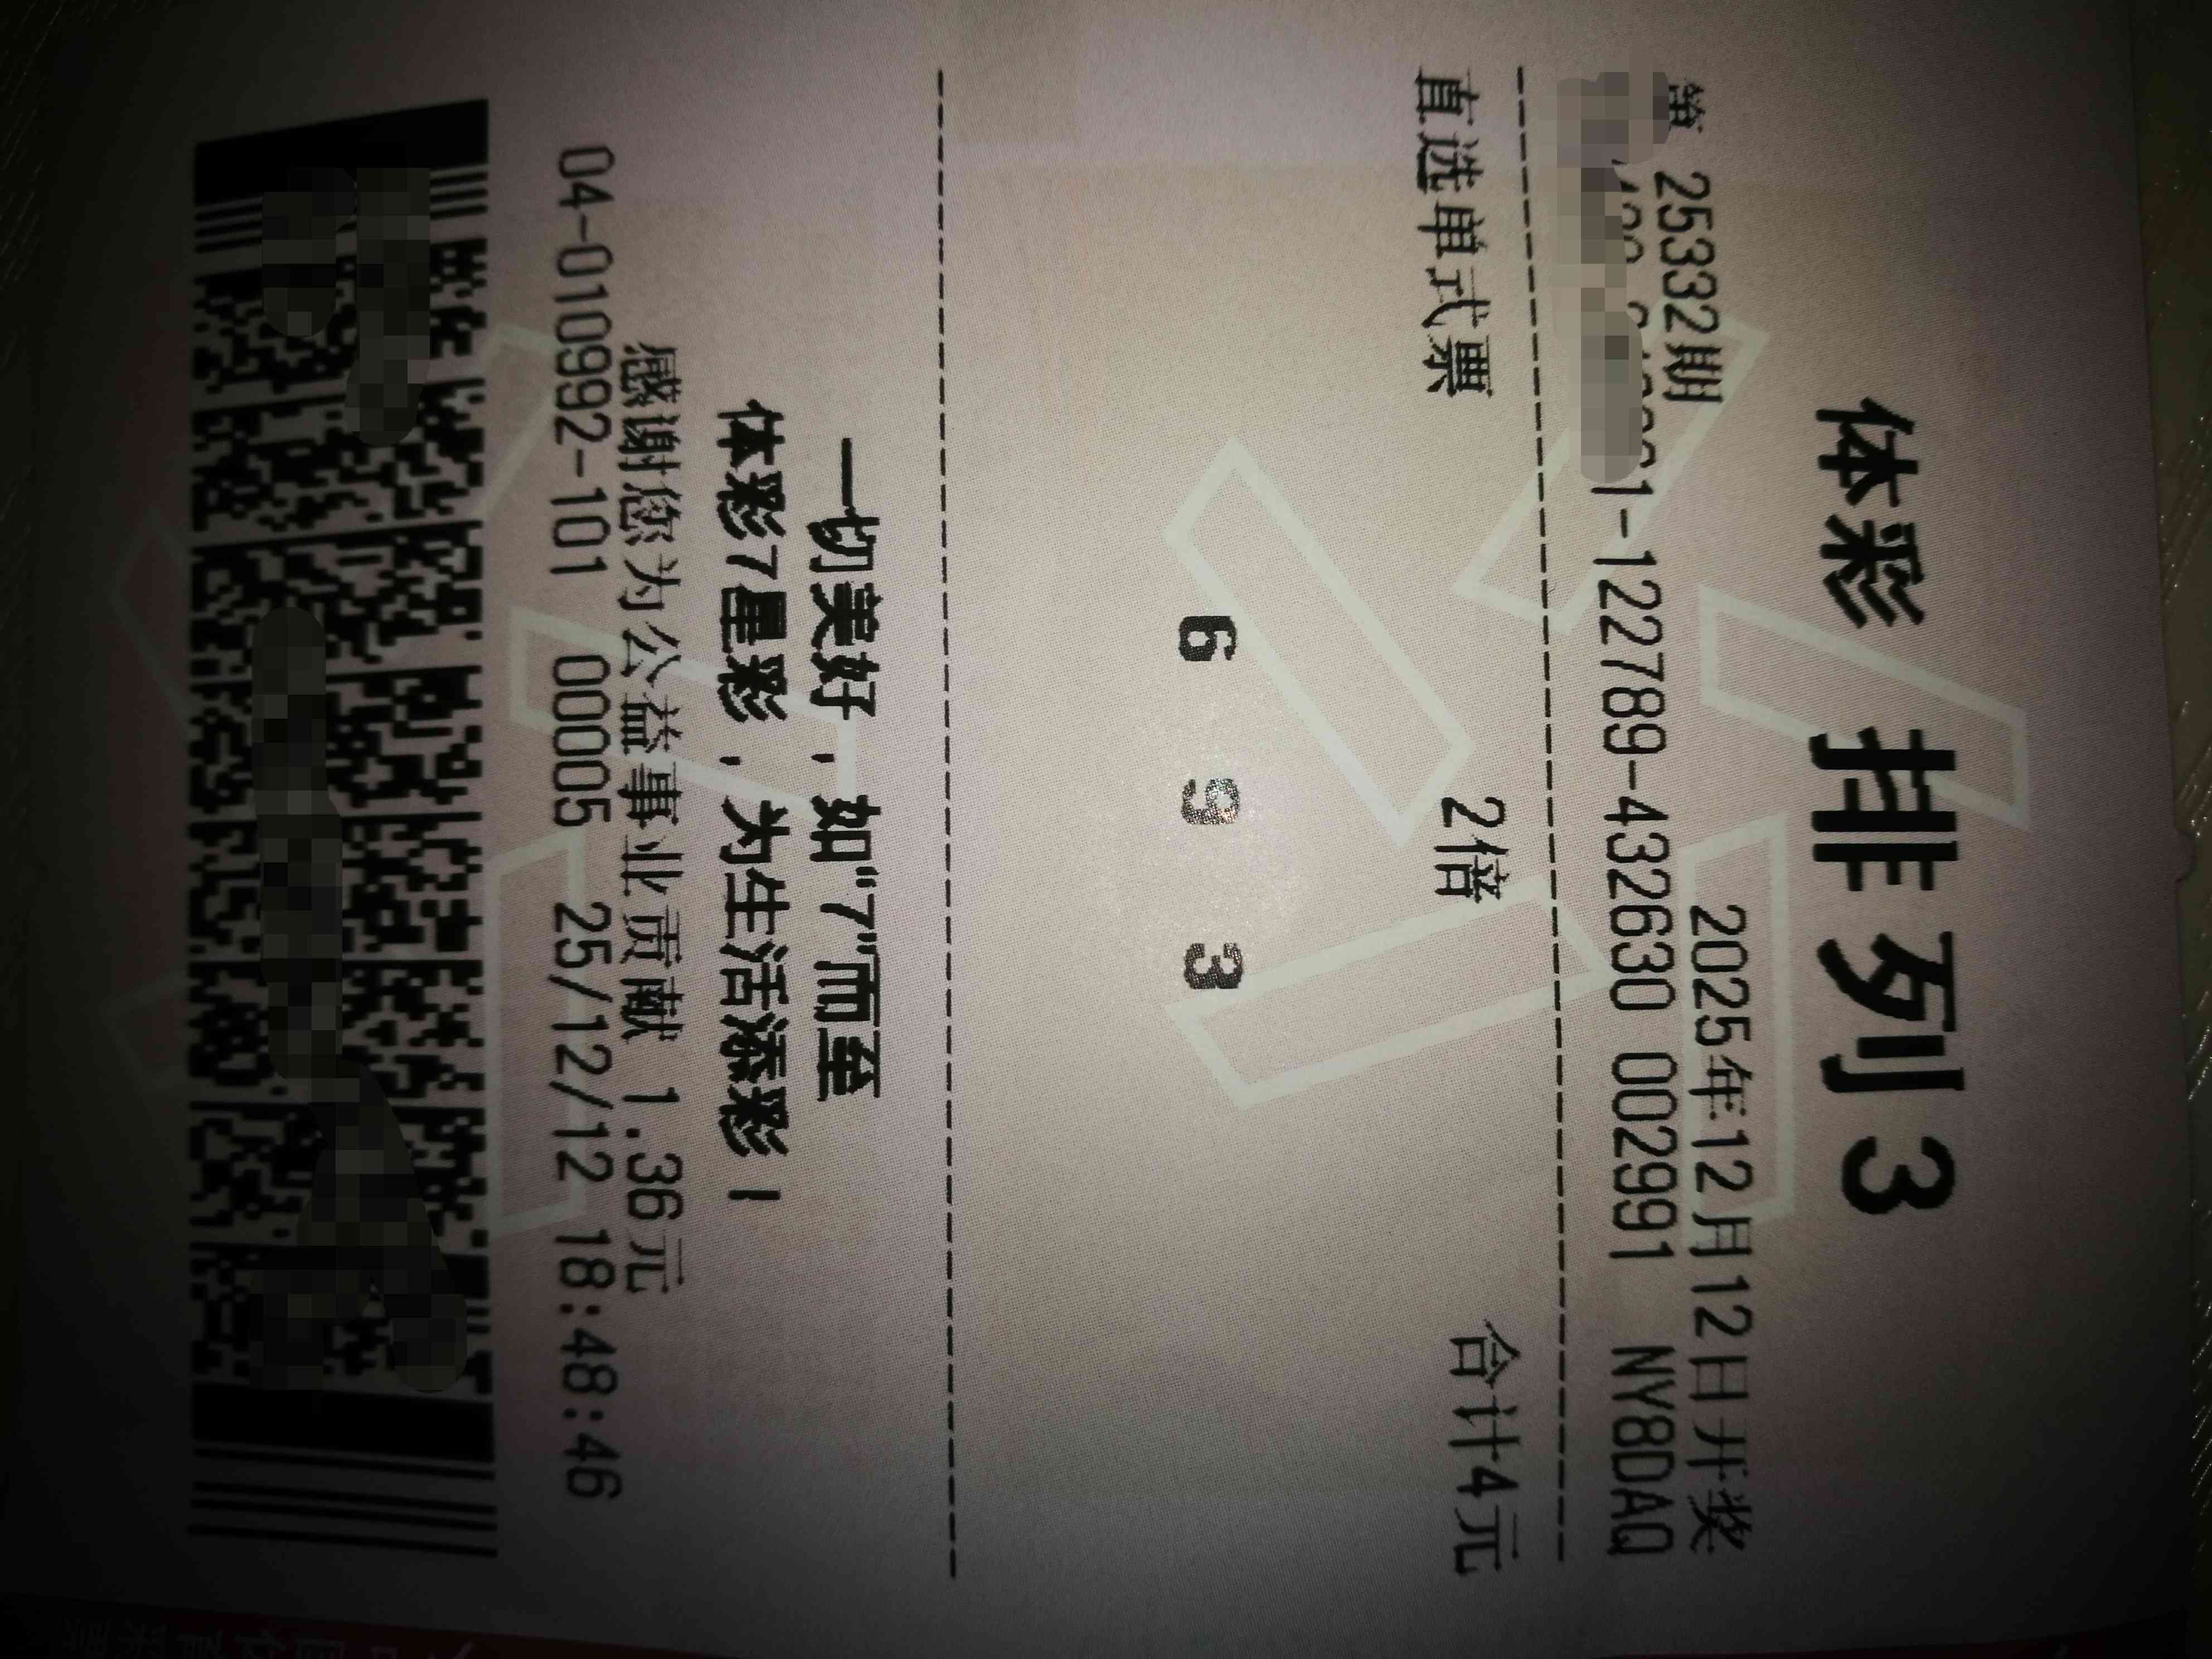 体彩 排列3
第 25332期 2025年12月12日开奖
1-122789-432630 002991 NY8DAQ
直选单式票 2倍 合计4元
6 9 3
一切美好，如“7”而至
体彩7星彩，为生活添彩！
感谢您为公益事业贡献 1.36元
04-010992-101 00005 25/12/12 18:48:46